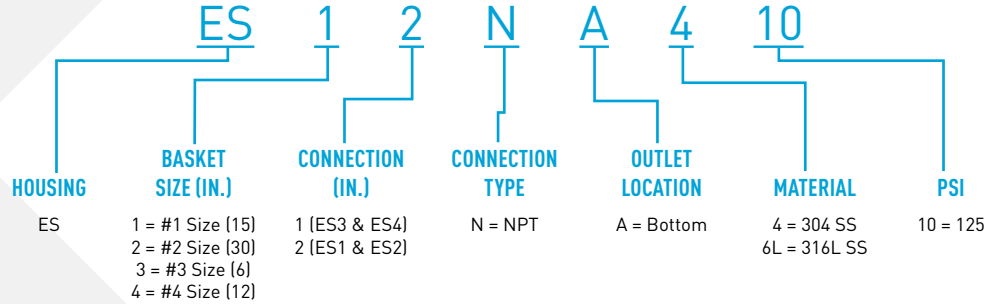 ES 1 2 N A 4 10
HOUSING
ES
BASKET
SIZE (IN.)
1 = #1 Size (15)
2 = #2 Size (30)
3 = #3 Size (6)
4 = #4 Size (12)
CONNECTION
(IN.)
1 (ES3 & ES4)
2 (ES1 & ES2)
CONNECTION
TYPE
N = NPT
OUTLET
LOCATION
A = Bottom
MATERIAL
4 = 304 SS
6L = 316L SS
PSI
10 = 125